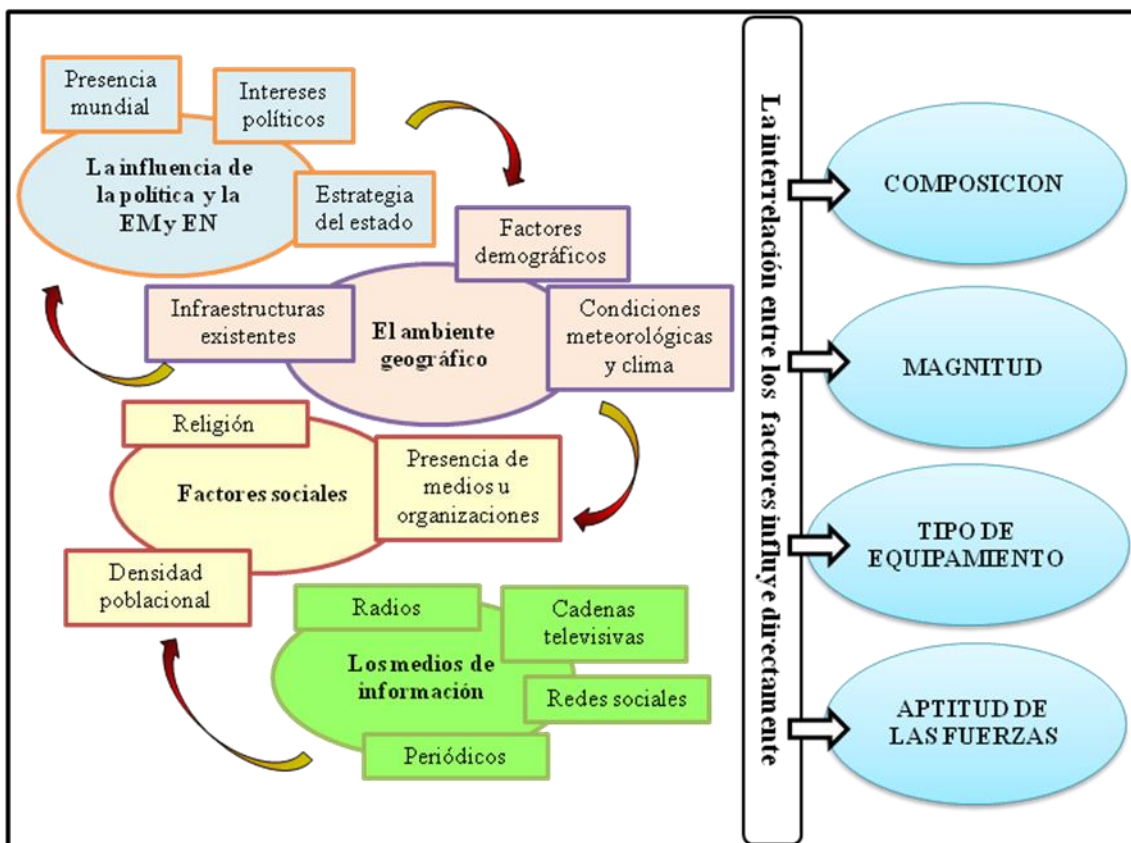 Presencia
mundial
Intereses
políticos
La influencia de
la política y la
EM y EN
Estrategia
del estado
Factores
demográficos
Infraestructuras
existentes
El ambiente
geográfico
Condiciones
meteorológicas
y clima
Religión
Factores sociales
Presencia de
medios u
organizaciones
Densidad
poblacional
Radios
Cadenas
televisivas
Los medios de
información
Redes sociales
Periódicos
La interrelación entre los factores influye directamente
COMPOSICION
MAGNITUD
TIPO DE
EQUIPAMIENTO
APTITUD DE
LAS FUERZAS